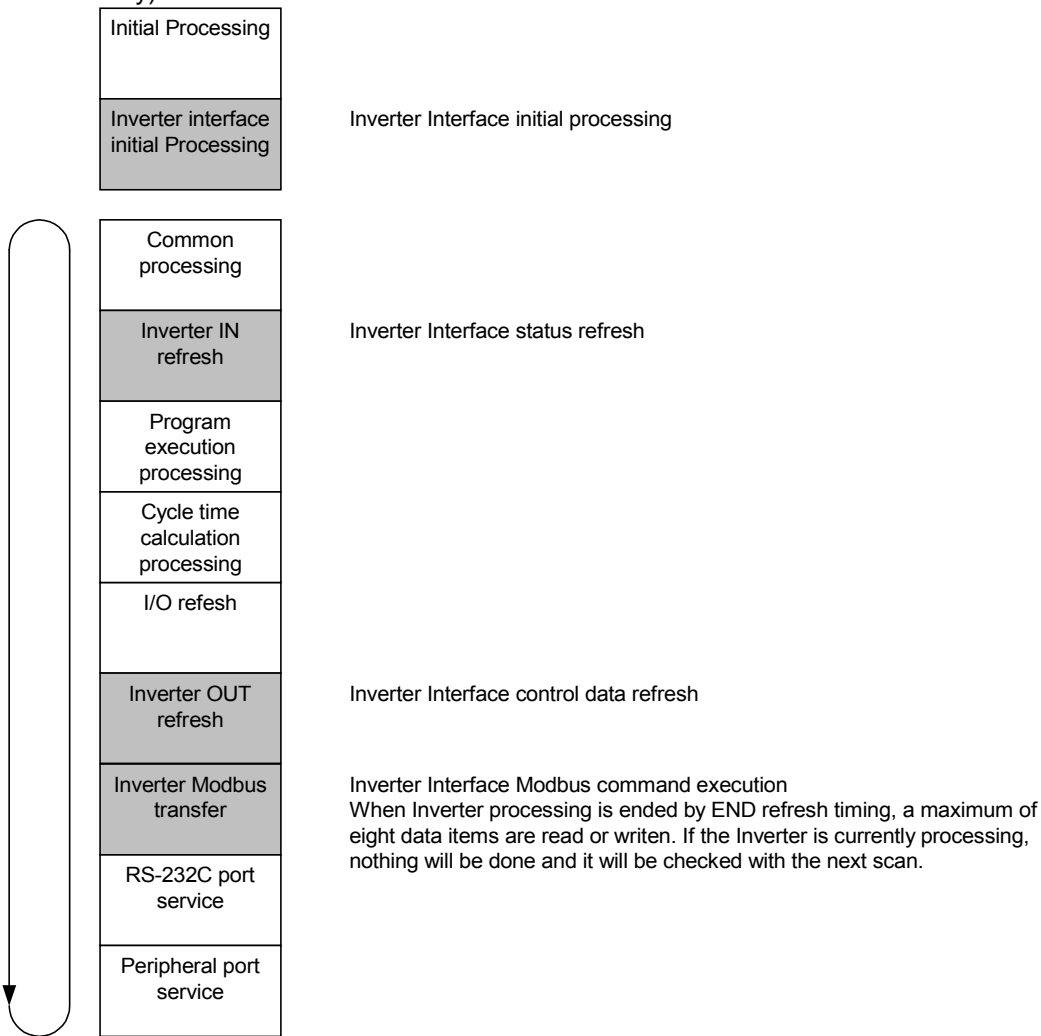 Initial Processing
Inverter interface
initial Processing
Inverter Interface initial processing
Common
processing
Inverter IN
refresh
Inverter Interface status refresh
Program
execution
processing
Cycle time
calculation
processing
I/O refesh
Inverter OUT
refresh
Inverter Interface control data refresh
Inverter Modbus
transfer
Inverter Interface Modbus command execution
When Inverter processing is ended by END refresh timing, a maximum of
eight data items are read or writen. If the Inverter is currently processing,
nothing will be done and it will be checked with the next scan.
RS-232C port
service
Peripheral port
service